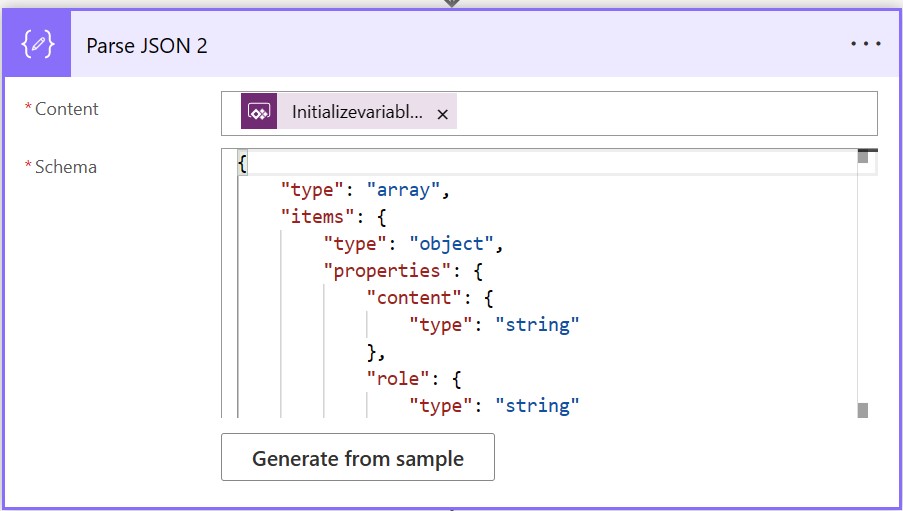 Parse JSON 2
* Content
Initializevariabl... ×
* Schema
{
"type": "array",
"items": {
"type": "object",
"properties": {
"content": {
"type": "string"
},
"role": {
"type": "string"
Generate from sample